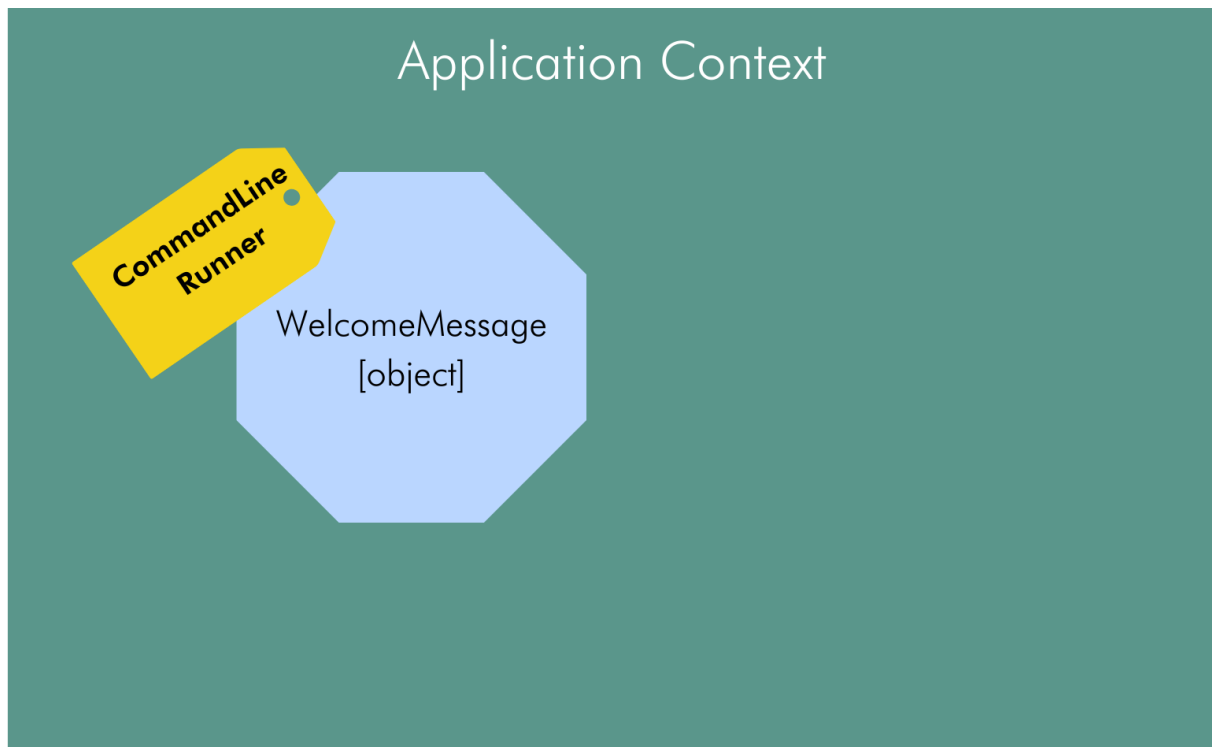 Application Context
CommandLine
Runner
WelcomeMessage
[object]